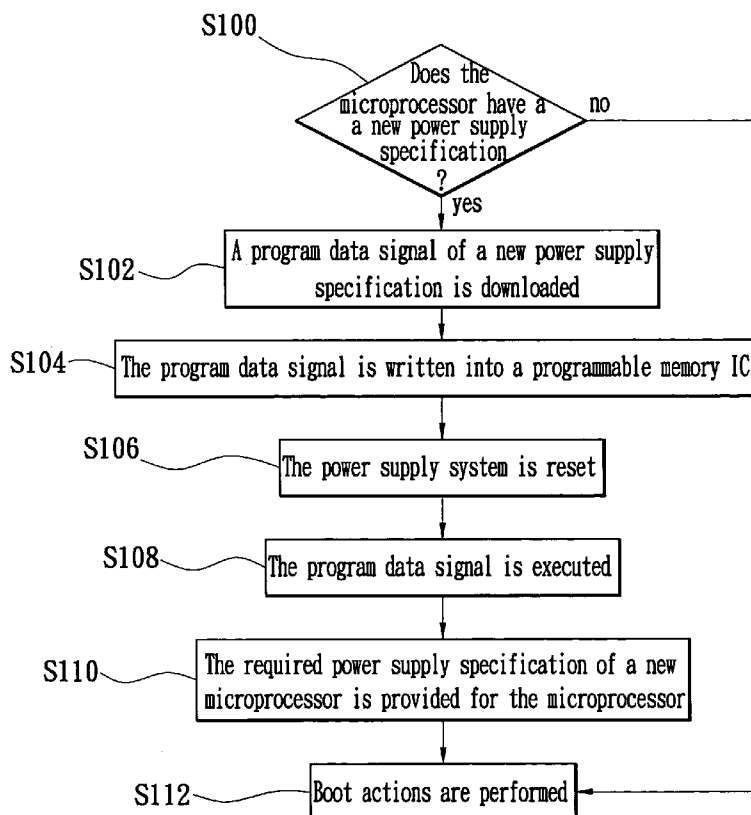 S100
Does the
microprocessor have a
a new power supply
specification
?
no
yes
S102
A program data signal of a new power supply
specification is downloaded
S104
The program data signal is written into a programmable memory IC
S106
The power supply system is reset
S108
The program data signal is executed
S110
The required power supply specification of a new
microprocessor is provided for the microprocessor
S112
Boot actions are performed